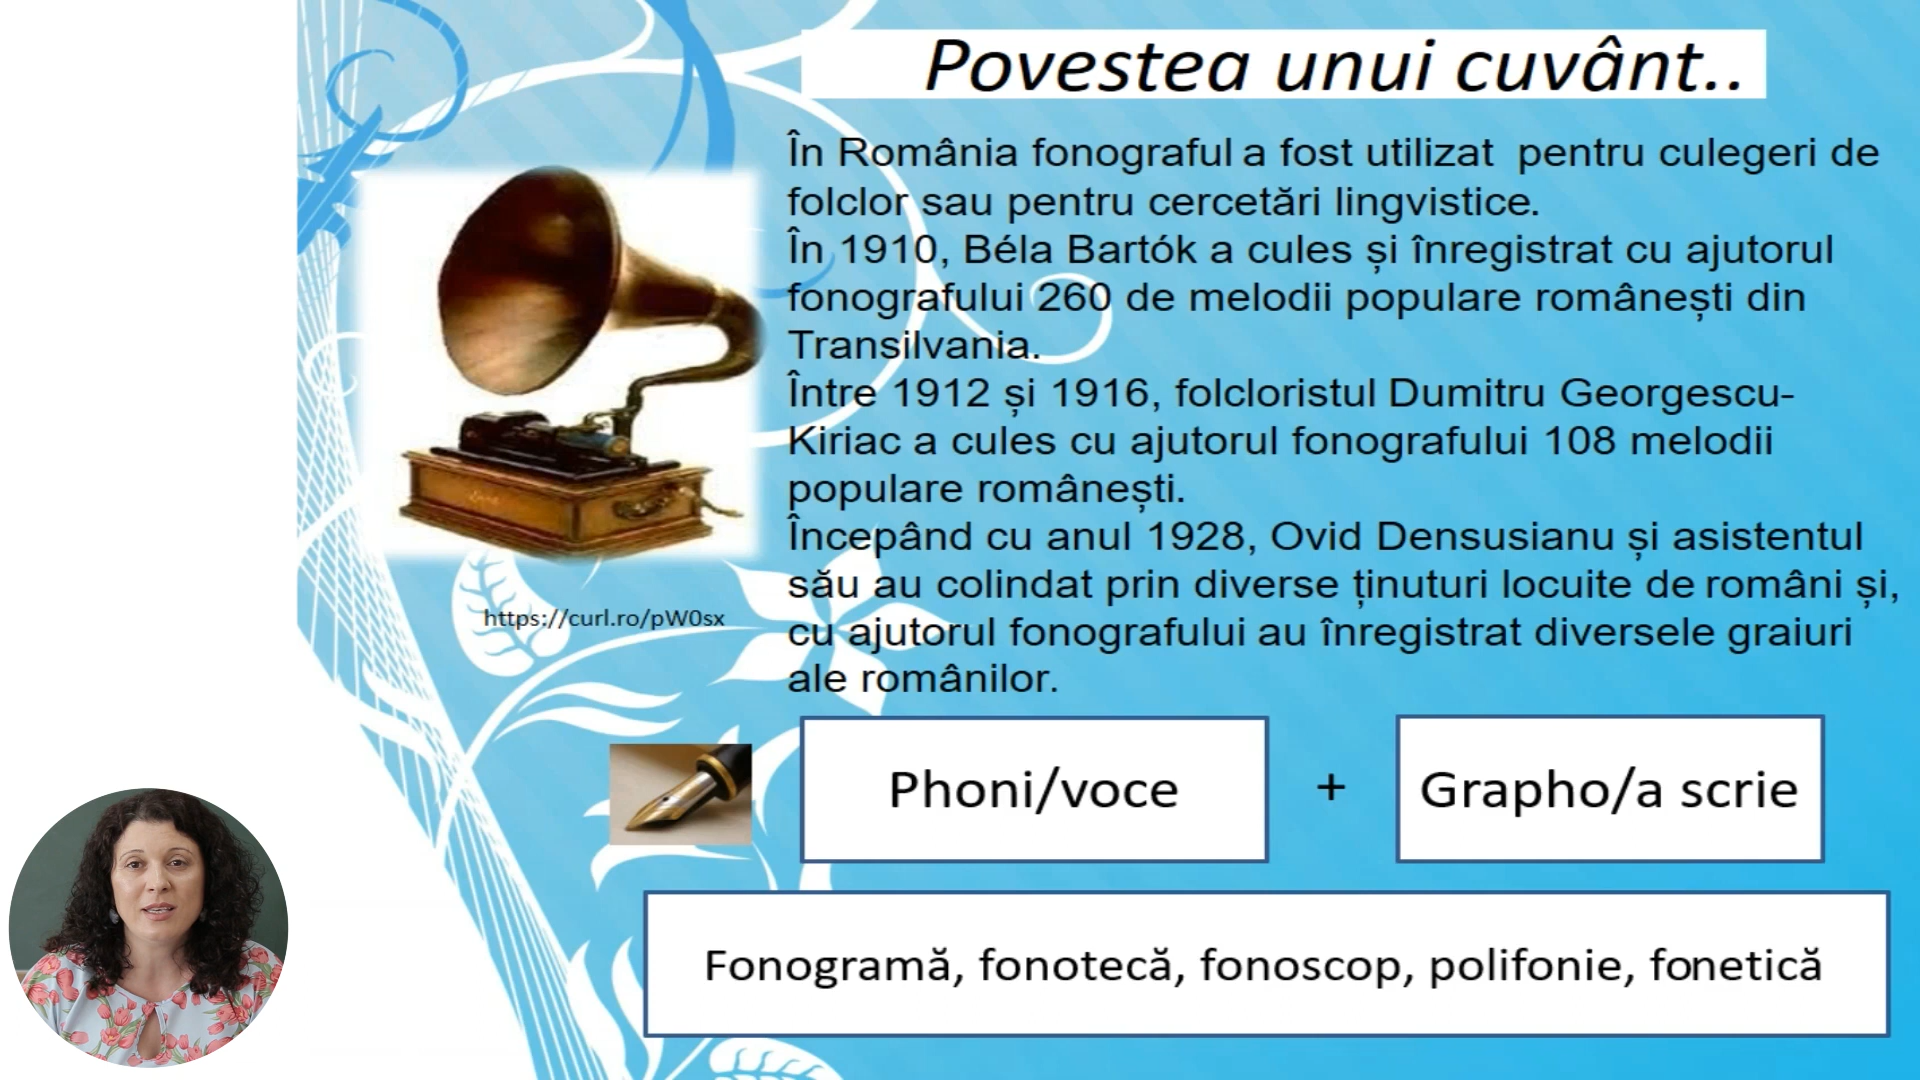 Povestea unui cuvânt..
În România fonograful a fost utilizat pentru culegeri de
folclor sau pentru cercetări lingvistice.
În 1910, Béla Bartók a cules și înregistrat cu ajutorul
fonografului 260 de melodii populare românești din
Transilvania.
Între 1912 și 1916, folcloristul Dumitru Georgescu-
Kiriac a cules cu ajutorul fonografului 108 melodii
populare românești.
Începând cu anul 1928, Ovid Densusianu și asistentul
său au colindat prin diverse ținuturi locuite de români și,
cu ajutorul fonografului au înregistrat diversele graiuri
ale românilor.
https://curl.ro/pW0sx
Phoni/voce + Grapho/a scrie
Fonogramă, fonotecă, fonoscop, polifonie, fonetică